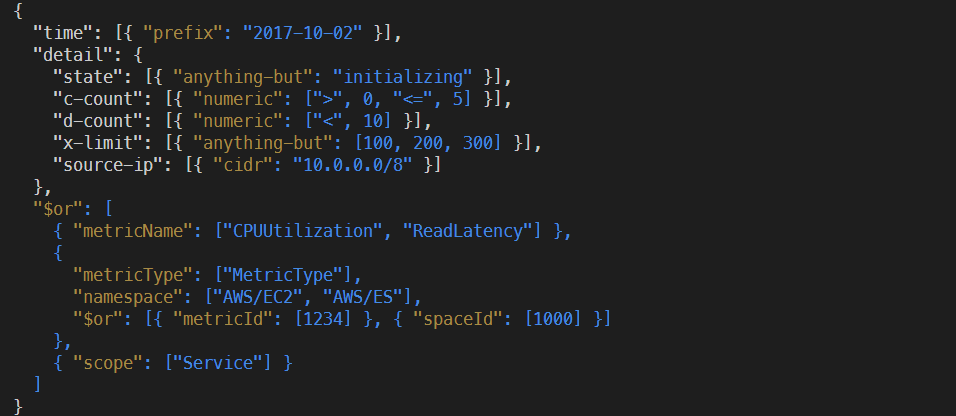 {
  "time": [{ "prefix": "2017-10-02" }],
  "detail": {
    "state": [{ "anything-but": "initializing" }],
    "c-count": [{ "numeric": [">", 0, "<=", 5] }],
    "d-count": [{ "numeric": ["<", 10] }],
    "x-limit": [{ "anything-but": [100, 200, 300] }],
    "source-ip": [{ "cidr": "10.0.0.0/8" }]
  },
  "$or": [
    { "metricName": ["CPUUtilization", "ReadLatency"] },
    {
      "metricType": ["MetricType"],
      "namespace": ["AWS/EC2", "AWS/ES"],
      "$or": [{ "metricId": [1234] }, { "spaceId": [1000] }]
    },
    { "scope": ["Service"] }
  ]
}